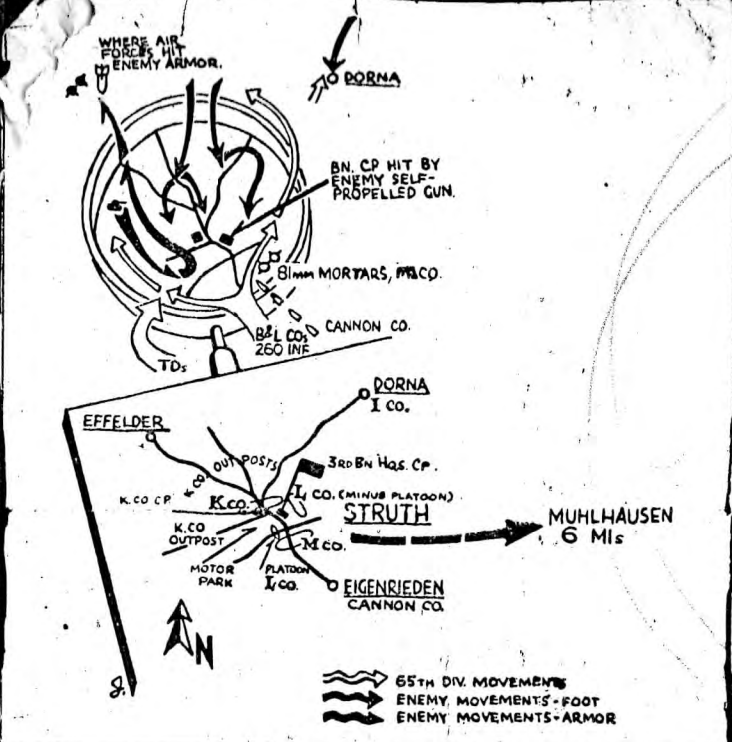 WHERE AIR
FORCES HIT
ENEMY ARMOR.
DORNA
BN. CP HIT BY
ENEMY SELF-
PROPELLED GUN.
81mm MORTARS, M CO.
CANNON CO.
B&L COs
260 INF
TDs
DORNA
I CO.
EFFELDER
K CO. OUT POSTS
3RD BN HQS. CP.
K. CO CP
K CO.
L CO. (MINUS PLATOON)
STRUTH
K.CO
OUTPOST
M CO.
MOTOR
PARK
PLATOON
L CO.
MUHLHAUSEN
6 MIs
EIGENRIEDEN
CANNON CO.
N
J.
65TH DIV. MOVEMENTS
ENEMY MOVEMENTS-FOOT
ENEMY MOVEMENTS-ARMOR